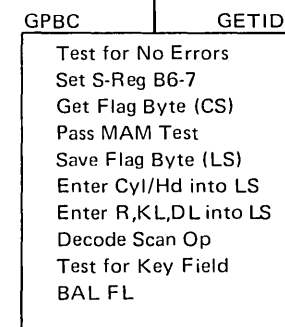 GPBC GETID
Test for No Errors
Set S-Reg B6-7
Get Flag Byte (CS)
Pass MAM Test
Save Flag Byte (LS)
Enter Cyl/Hd into LS
Enter R,KL,DL into LS
Decode Scan Op
Test for Key Field
BAL FL